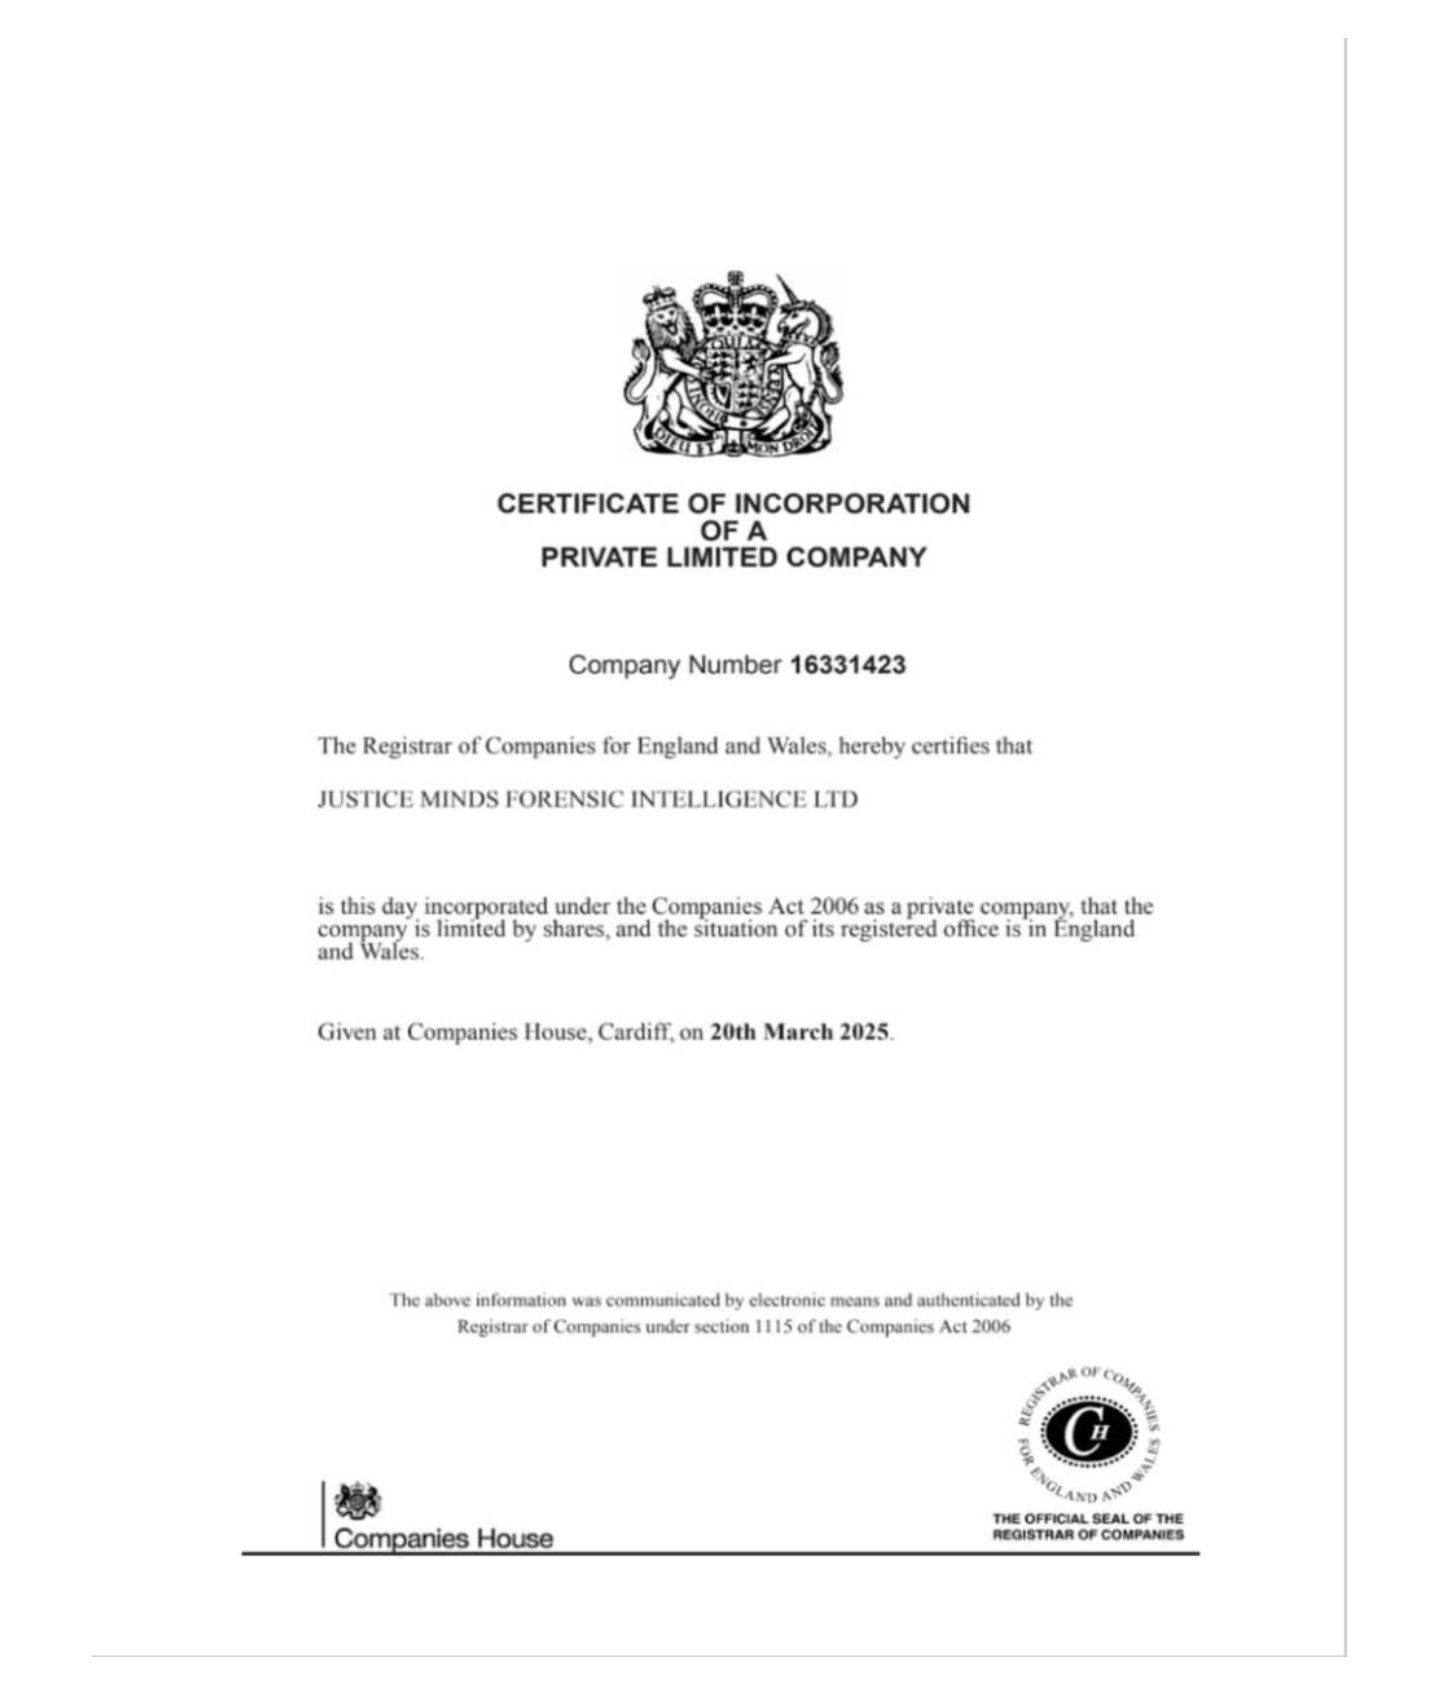 QUI
HONI
DIEU ET MON DROIT
CERTIFICATE OF INCORPORATION
OF A
PRIVATE LIMITED COMPANY
Company Number 16331423
The Registrar of Companies for England and Wales, hereby certifies that
JUSTICE MINDS FORENSIC INTELLIGENCE LTD
is this day incorporated under the Companies Act 2006 as a private company, that the
company is limited by shares, and the situation of its registered office is in England
and Wales.
Given at Companies House, Cardiff, on 20th March 2025.
The above information was communicated by electronic means and authenticated by the
Registrar of Companies under section 1115 of the Companies Act 2006
REGISTRAR OF COMPANIES
FOR ENGLAND AND WALES
CH
THE OFFICIAL SEAL OF THE
REGISTRAR OF COMPANIES
Companies House